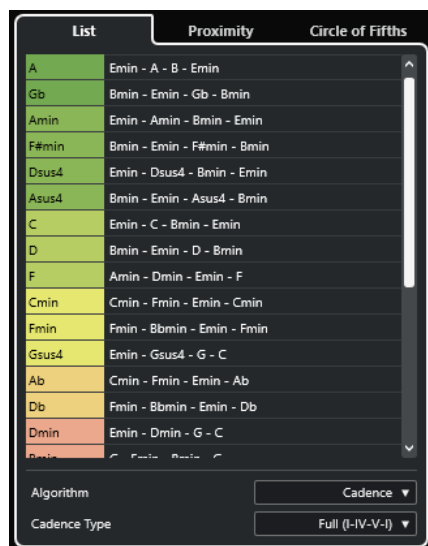 List Proximity Circle of Fifths
A Emin - A - B - Emin
Gb Bmin - Emin - Gb - Bmin
Amin Emin - Amin - Bmin - Emin
F#min Bmin - Emin - F#min - Bmin
Dsus4 Emin - Dsus4 - Bmin - Emin
Asus4 Bmin - Emin - Asus4 - Bmin
C Emin - C - Bmin - Emin
D Bmin - Emin - D - Bmin
F Amin - Dmin - Emin - F
Cmin Cmin - Fmin - Emin - Cmin
Fmin Fmin - Bbmin - Emin - Fmin
Gsus4 Emin - Gsus4 - G - C
Ab Cmin - Fmin - Emin - Ab
Db Fmin - Bbmin - Emin - Db
Dmin Emin - Dmin - G - C
Algorithm Cadence
Cadence Type Full (I-IV-V-I)